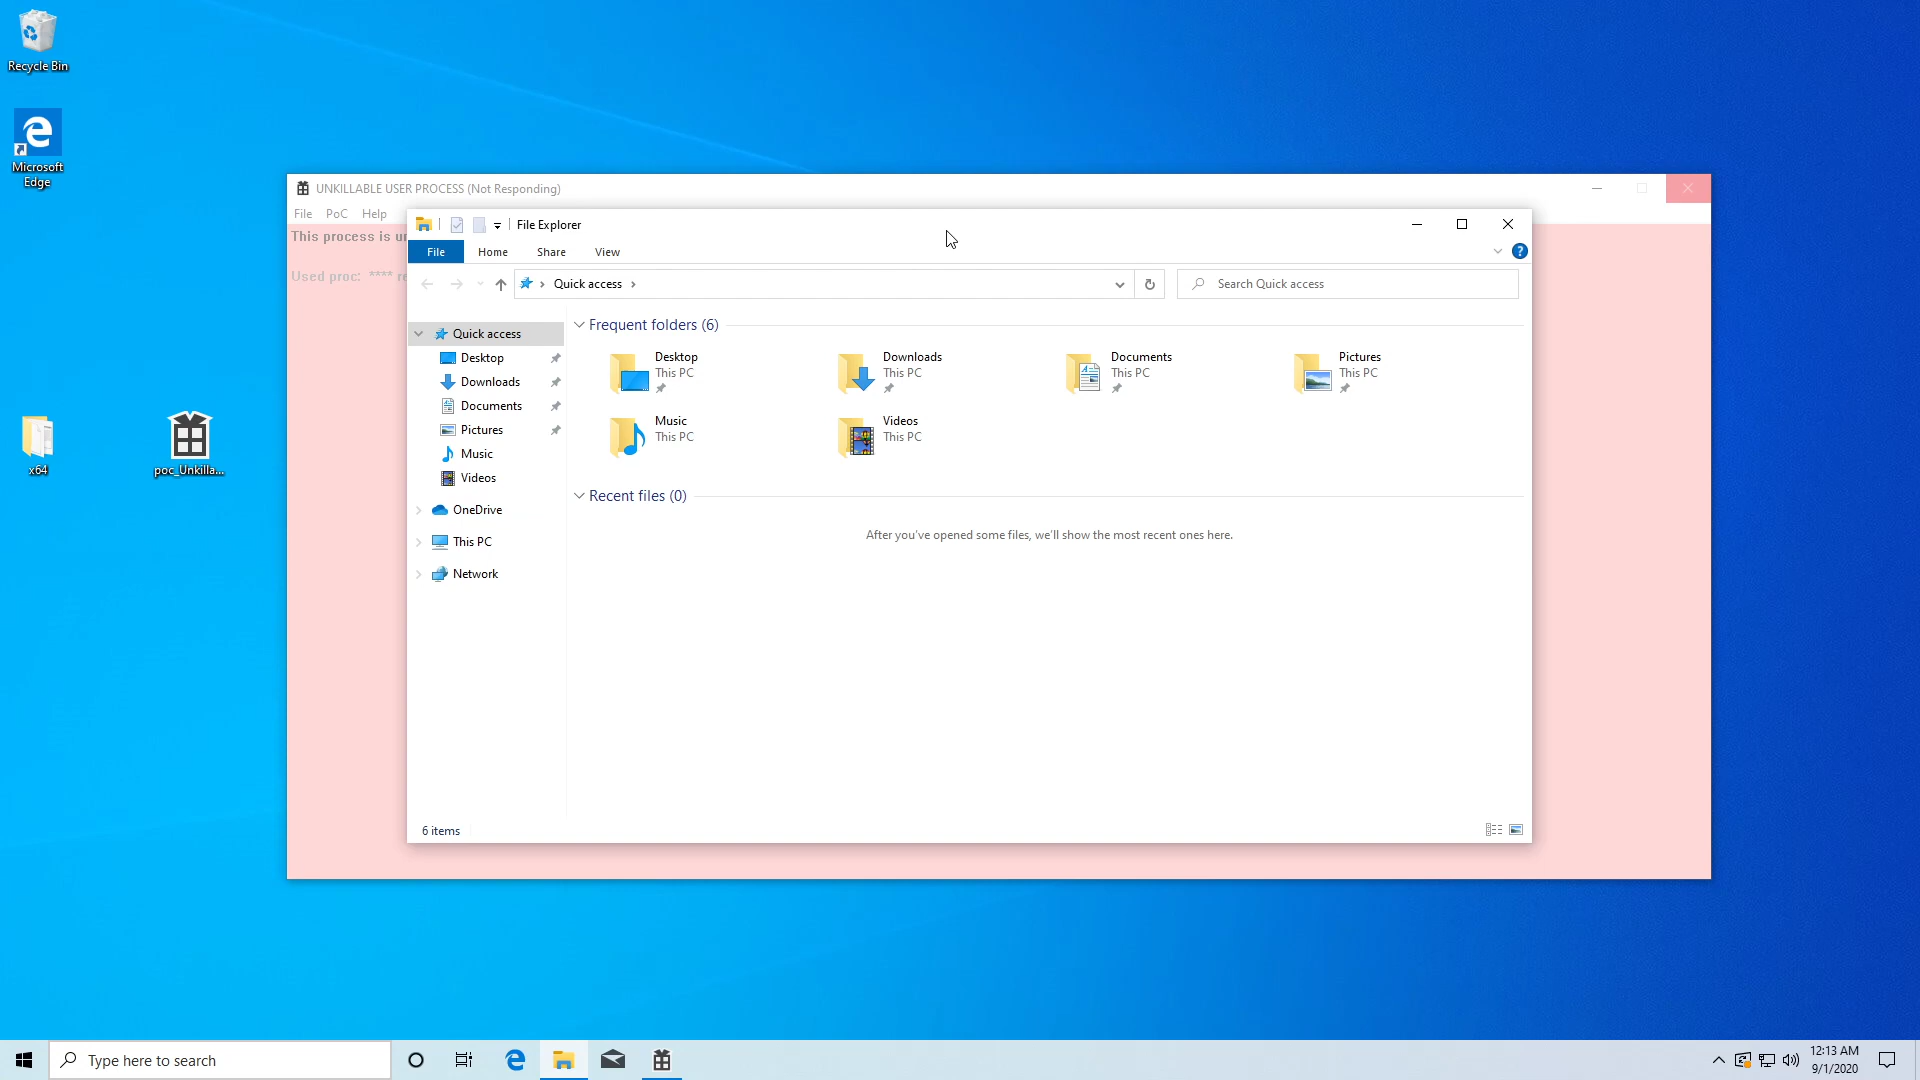 Recycle Bin
Microsoft
Edge
x64
poc_Unkilla...
UNKILLABLE USER PROCESS (Not Responding)
File PoC Help
This process is
Used proc: ****
File Explorer
File Home Share View
Quick access
Search Quick access
Quick access
Desktop
Downloads
Documents
Pictures
Music
Videos
OneDrive
This PC
Network
Frequent folders (6)
Desktop
This PC
Downloads
This PC
Documents
This PC
Pictures
This PC
Music
This PC
Videos
This PC
Recent files (0)
After you've opened some files, we'll show the most recent ones here.
6 items
Type here to search
12:13 AM
9/1/2020